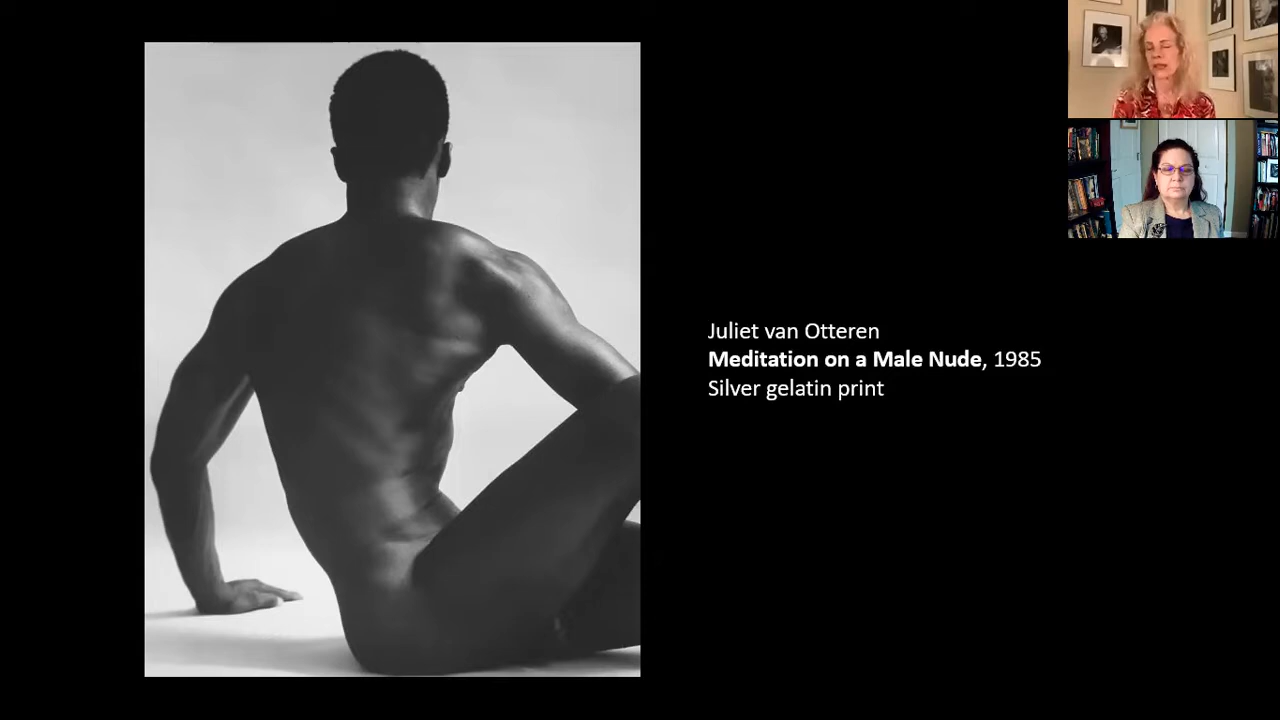 Juliet van Otteren
Meditation on a Male Nude, 1985
Silver gelatin print